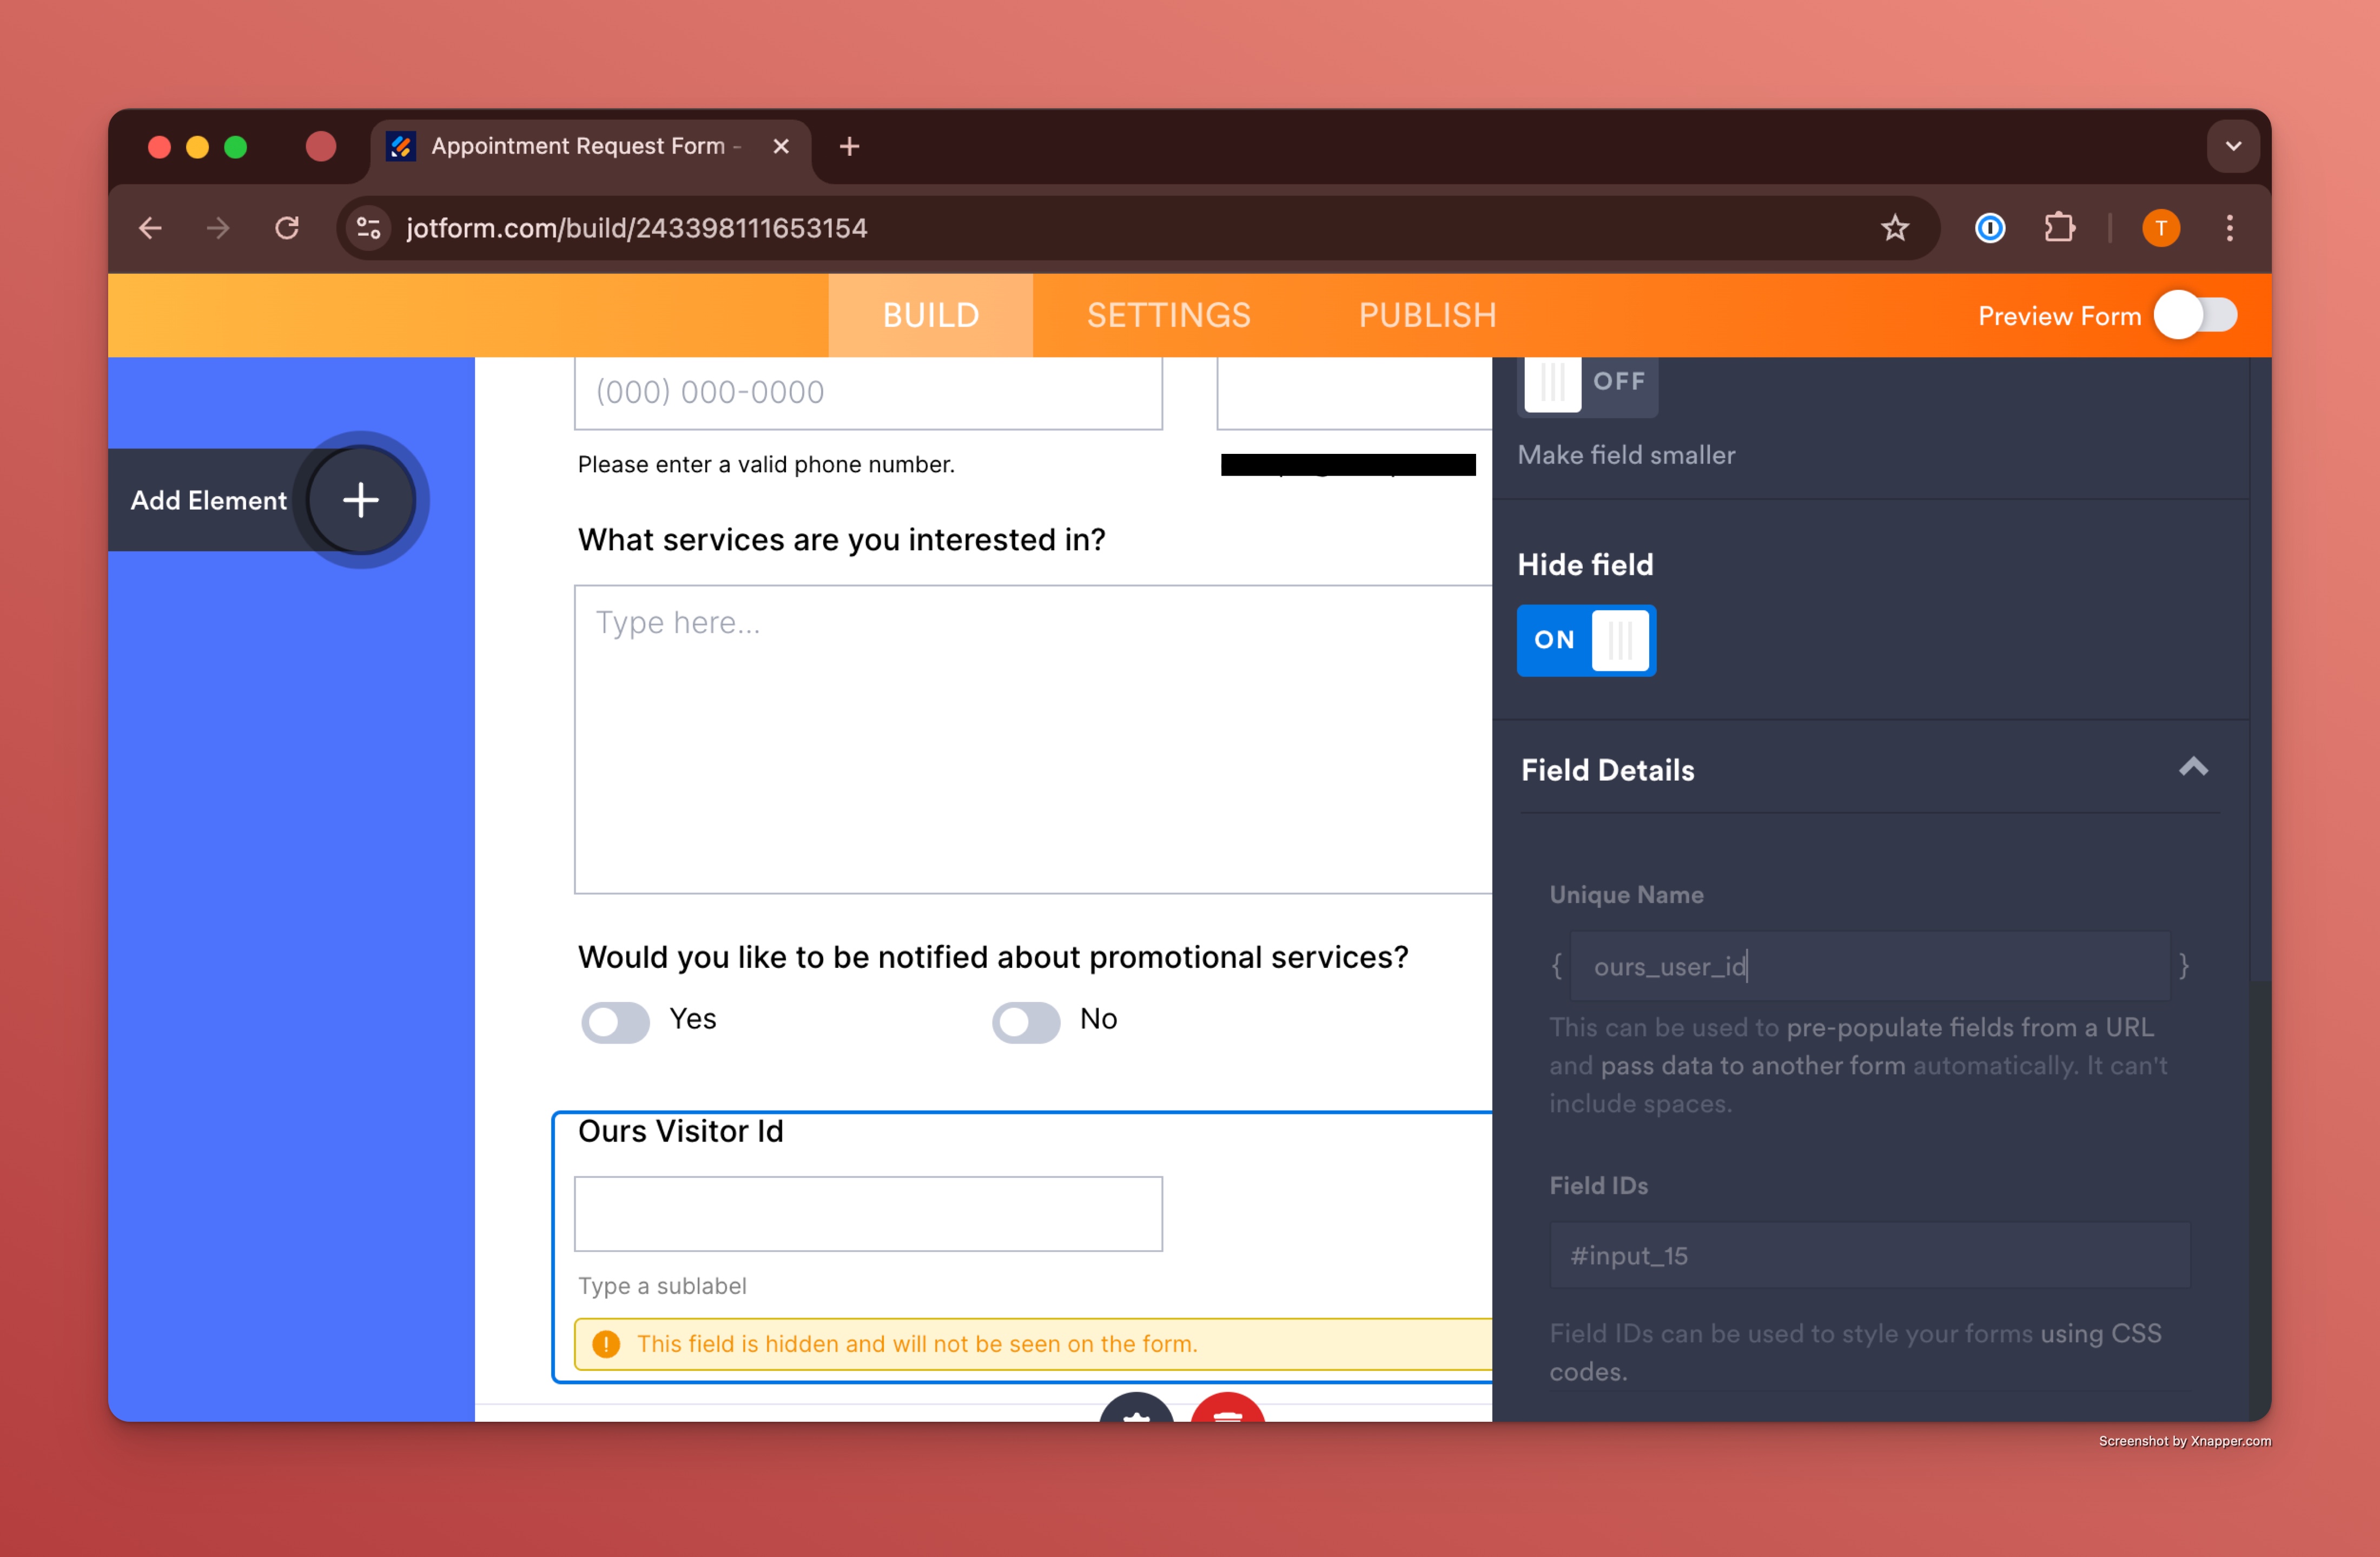 Appointment Request Form -
jotform.com/build/243398111653154
T
BUILD
SETTINGS
PUBLISH
Preview Form
Add Element
(000) 000-0000
Please enter a valid phone number.
What services are you interested in?
Type here...
Would you like to be notified about promotional services?
Yes
No
Ours Visitor Id
Type a sublabel
This field is hidden and will not be seen on the form.
OFF
Make field smaller
Hide field
ON
Field Details
Unique Name
{ ours_user_id }
This can be used to pre-populate fields from a URL
and pass data to another form automatically. It can't
include spaces.
Field IDs
#input_15
Field IDs can be used to style your forms using CSS
codes.
Screenshot by Xnapper.com